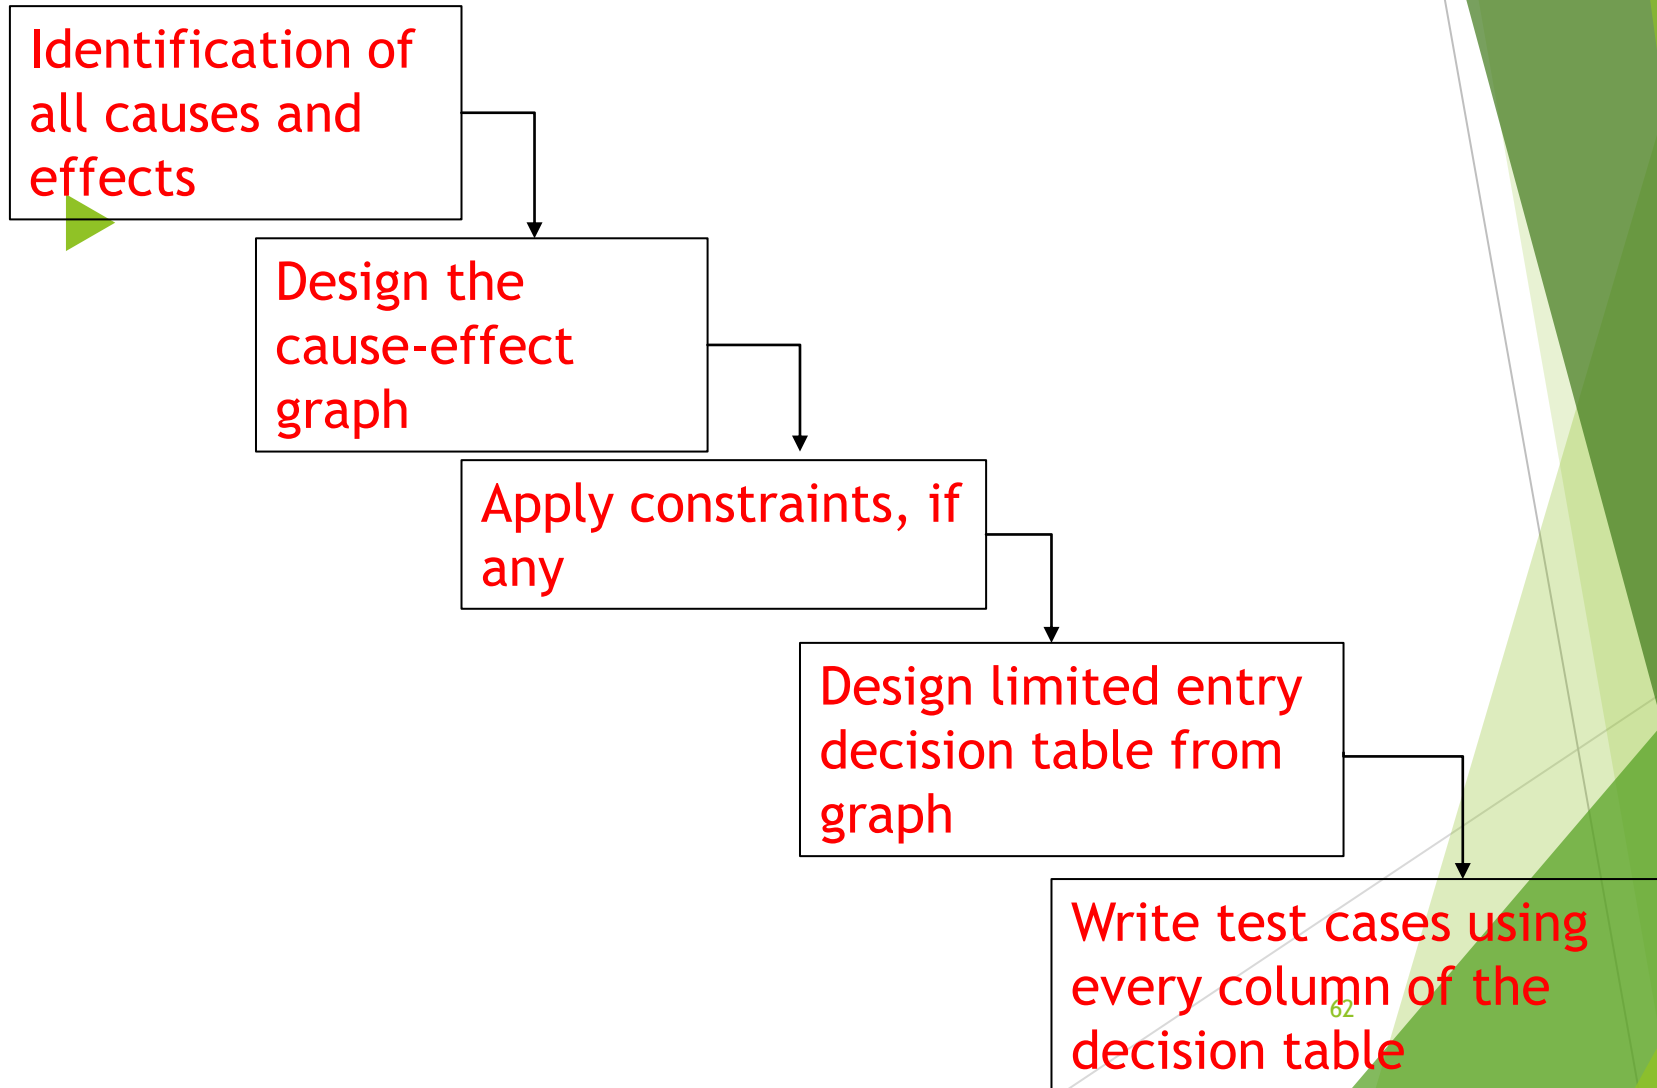 Identification of
all causes and
effects
Design the
cause-effect
graph
Apply constraints, if
any
Design limited entry
decision table from
graph
Write test cases using
every column of the
decision table
62